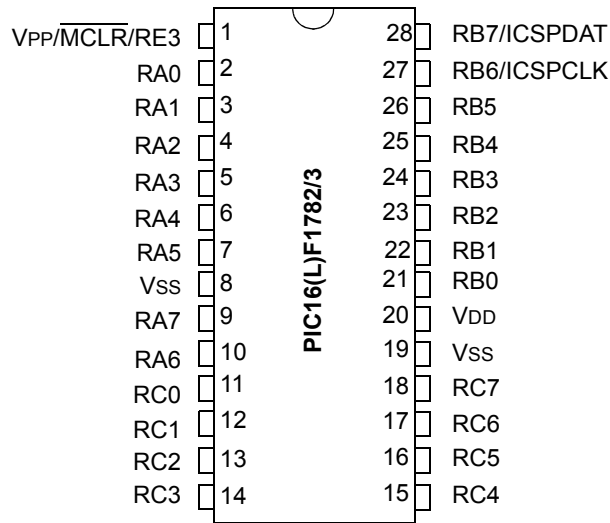 VPP/MCLR/RE3 1 28 RB7/ICSPDAT
RA0 2 27 RB6/ICSPCLK
RA1 3 26 RB5
RA2 4 25 RB4
RA3 5 24 RB3
RA4 6 23 RB2
RA5 7 22 RB1
VSS 8 21 RB0
RA7 9 20 VDD
RA6 10 19 VSS
RC0 11 18 RC7
RC1 12 17 RC6
RC2 13 16 RC5
RC3 14 15 RC4
PIC16(L)F1782/3